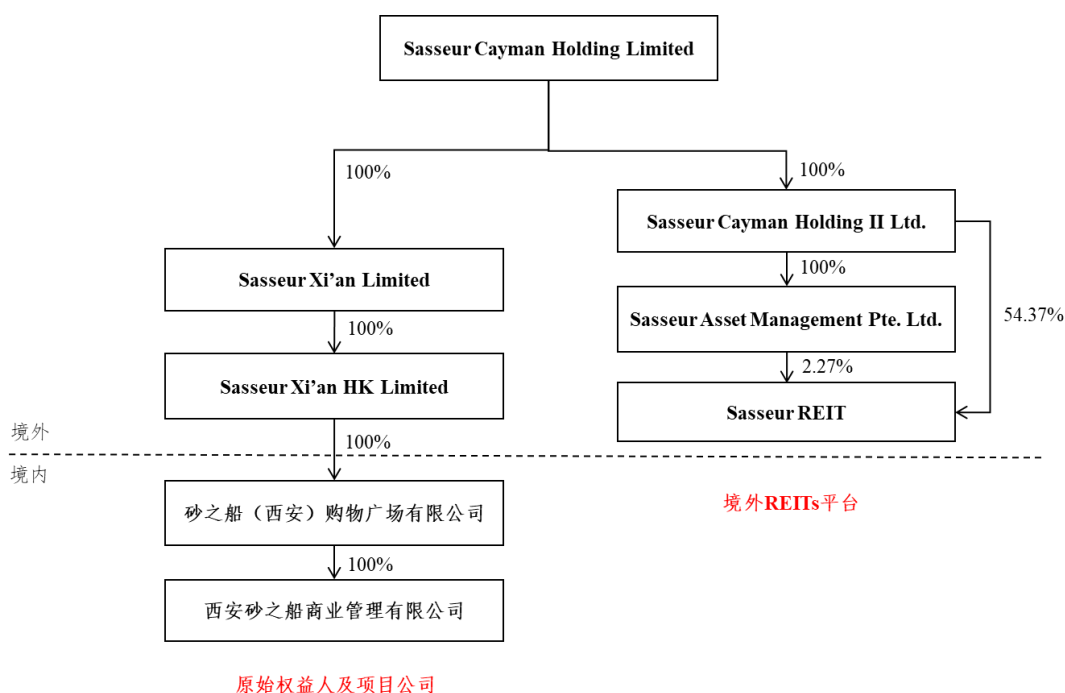 Sasseur Cayman Holding Limited
100%
100%
Sasseur Cayman Holding II Ltd.
Sasseur Xi’an Limited
100%
Sasseur Asset Management Pte. Ltd.
54.37%
100%
2.27%
Sasseur Xi’an HK Limited
Sasseur REIT
境外
100%
境内
砂之船（西安）购物广场有限公司
境外REITs平台
100%
西安砂之船商业管理有限公司
原始权益人及项目公司